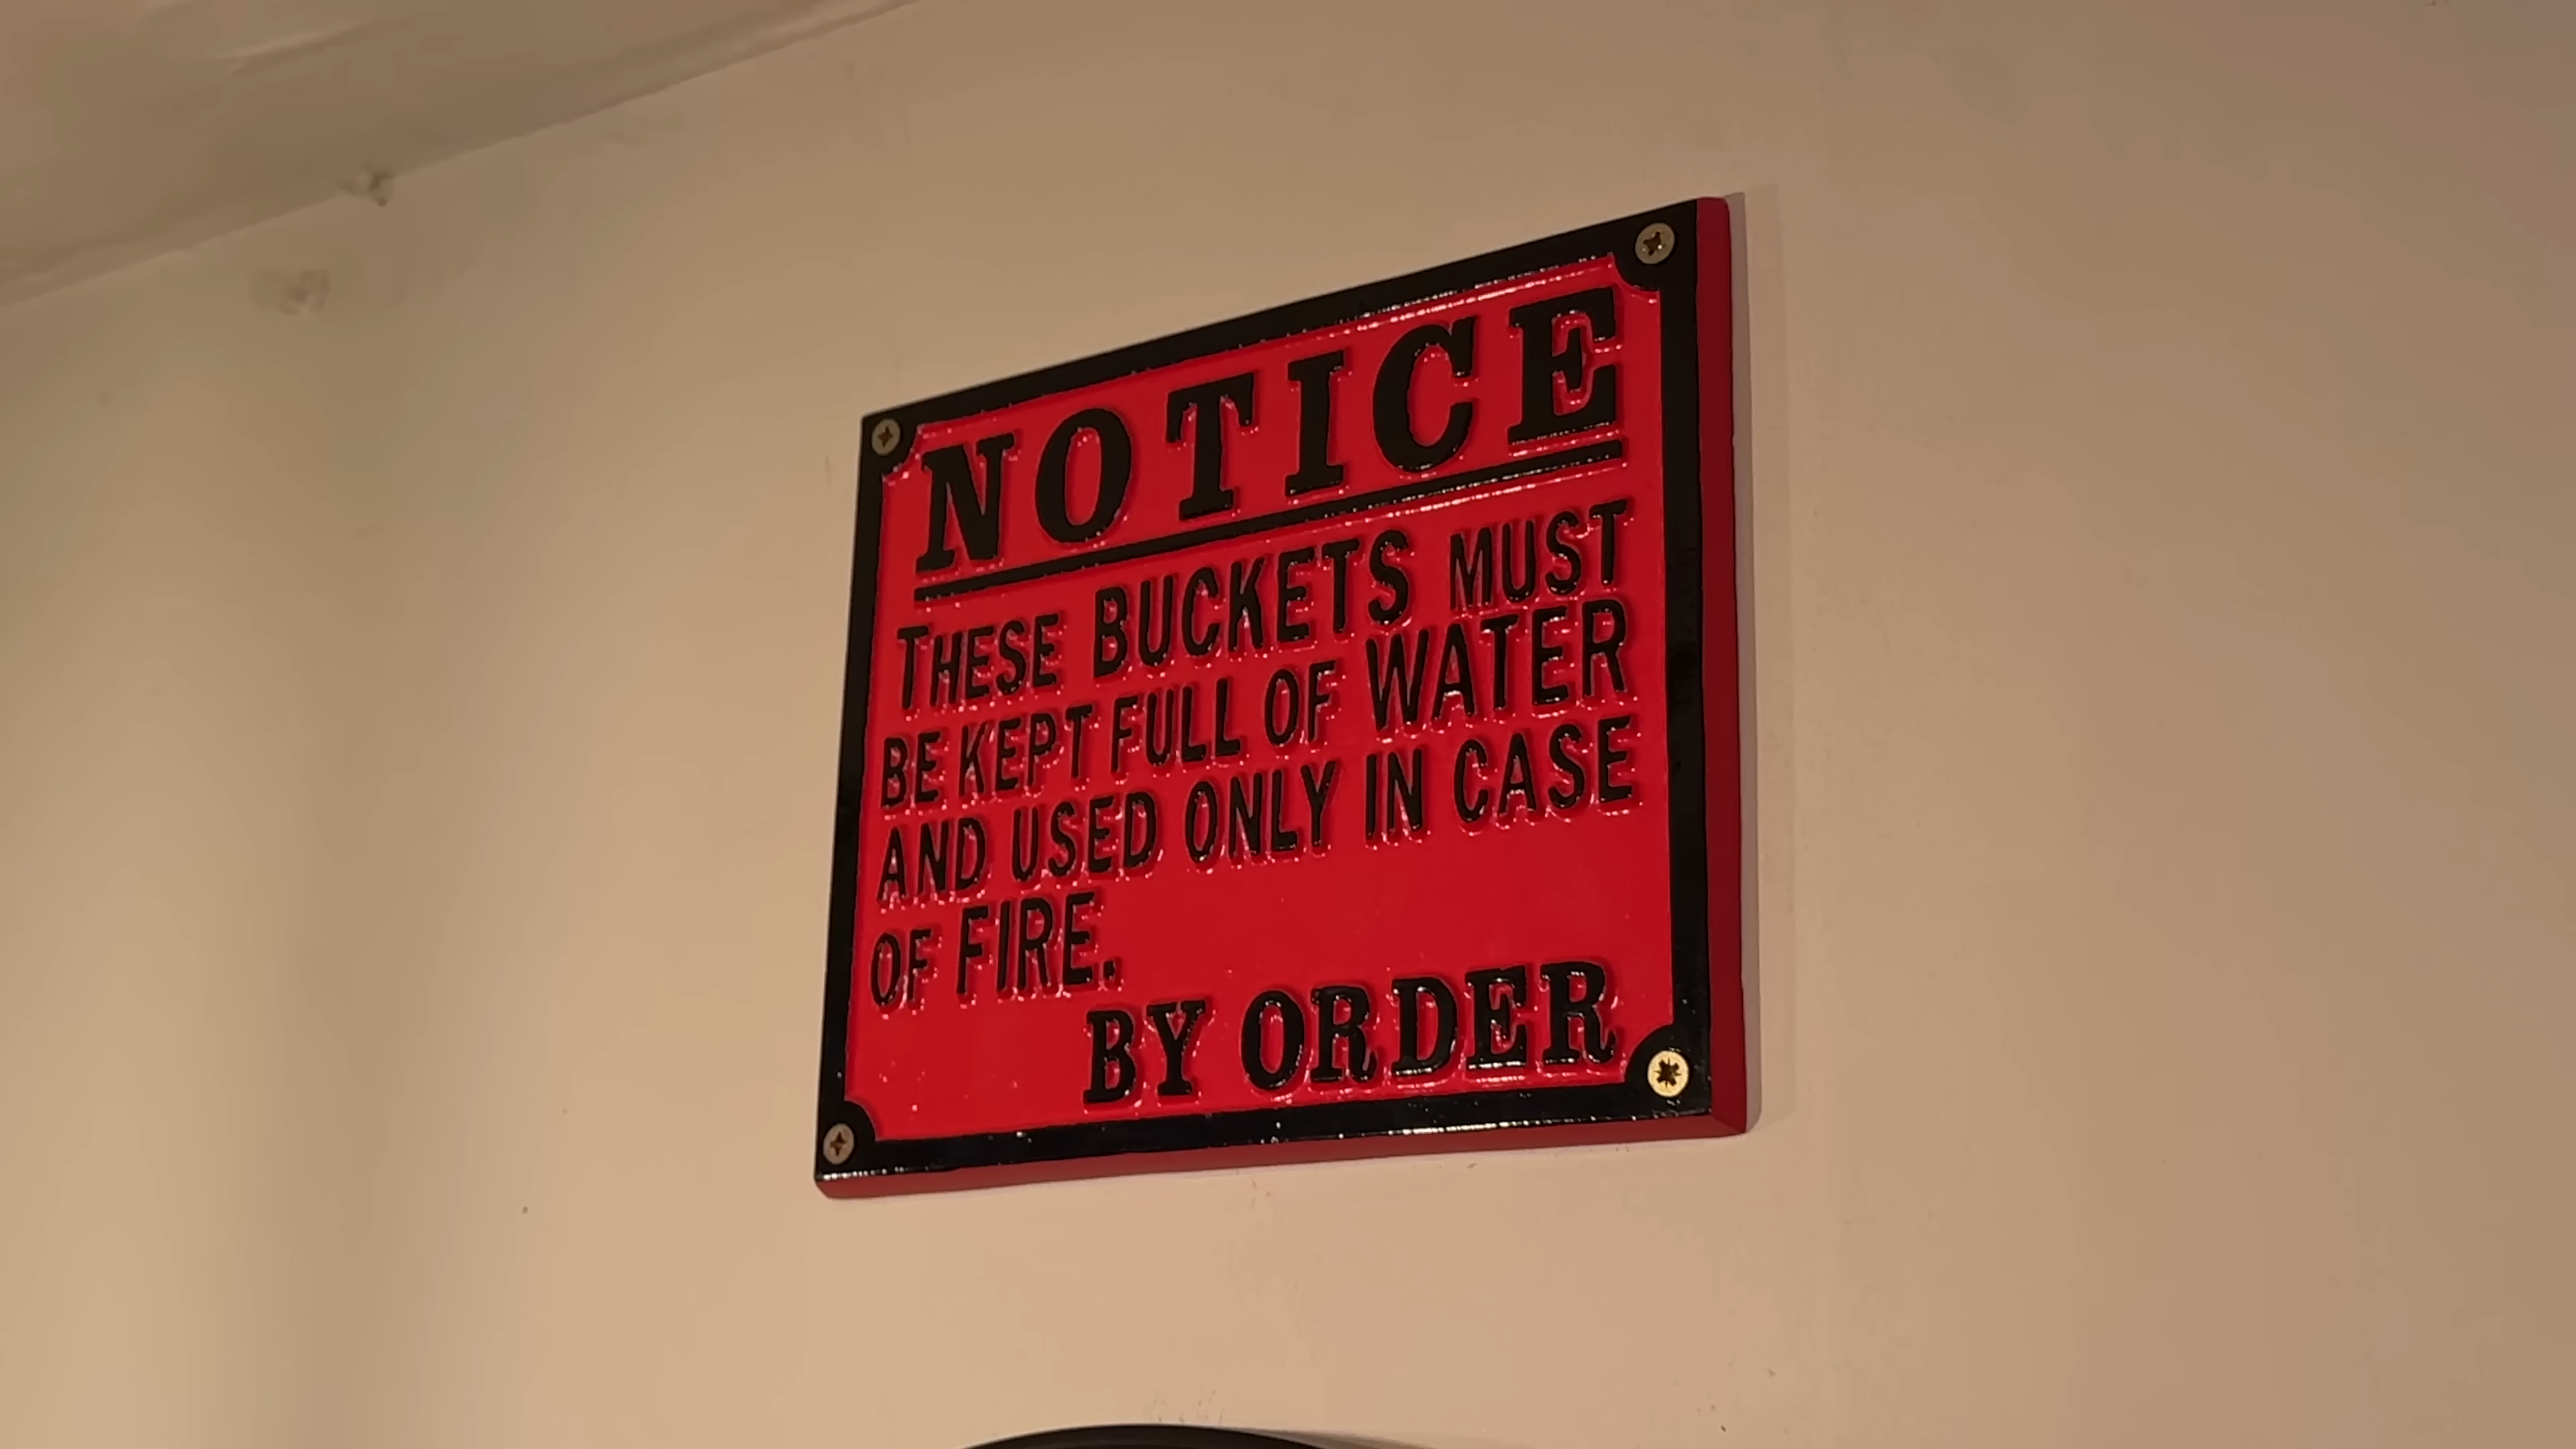 NOTICE
THESE BUCKETS MUST
BE KEPT FULL OF WATER
AND USED ONLY IN CASE
OF FIRE.
BY ORDER